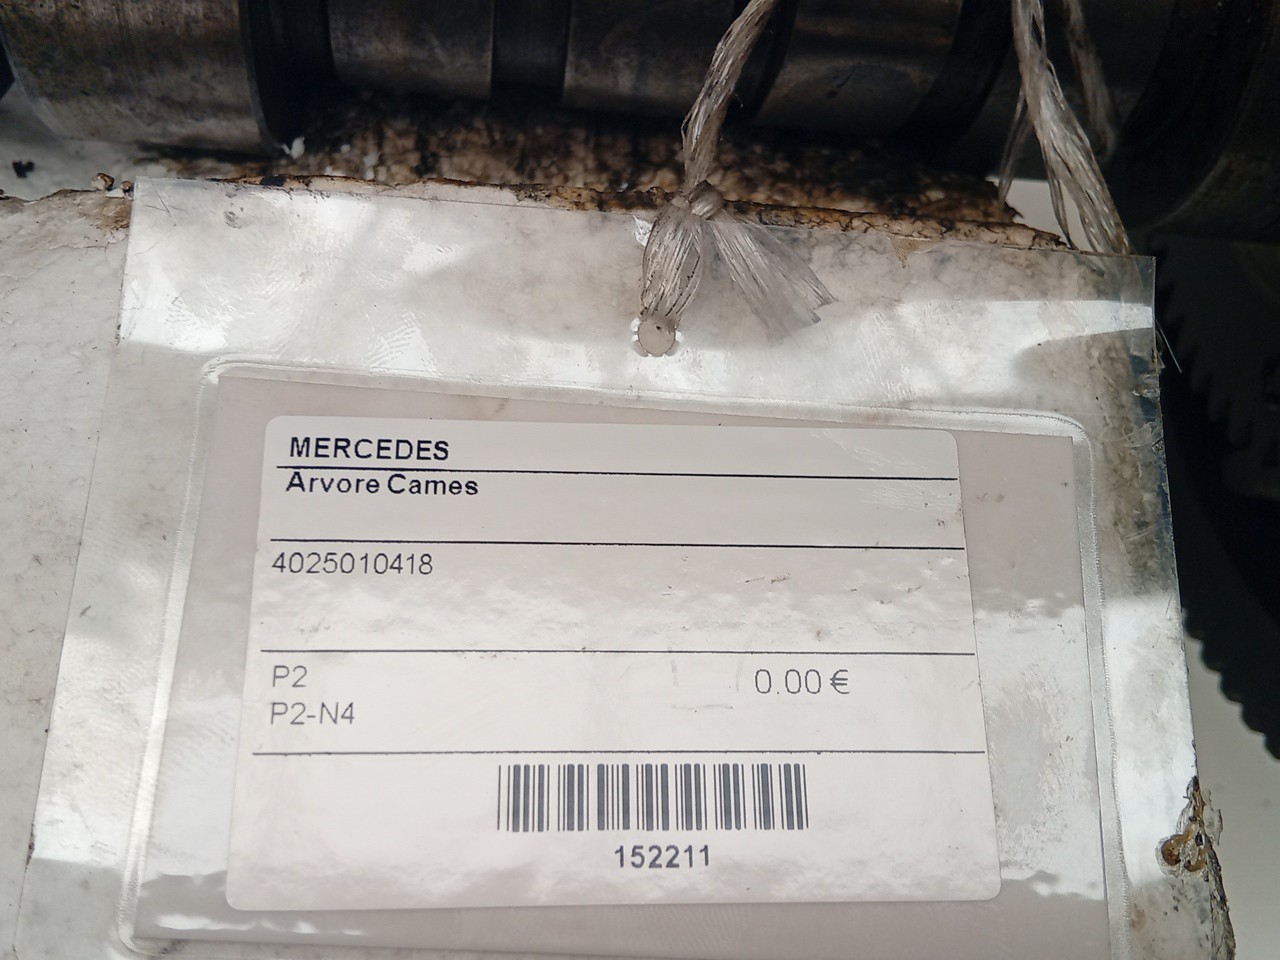 MERCEDES
Arvore Cames
4025010418
P2
0.00 €
P2-N4
152211